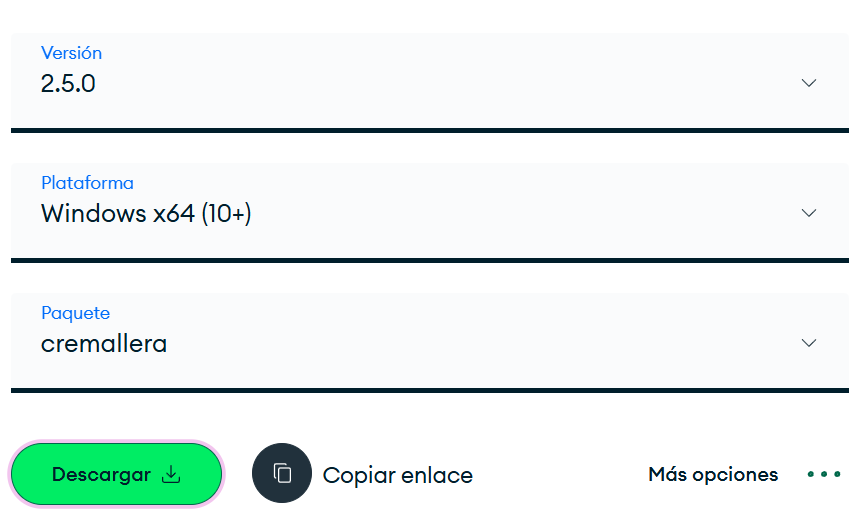 Versión
2.5.0
Plataforma
Windows x64 (10+)
Paquete
cremallera
Descargar Copiar enlace Más opciones